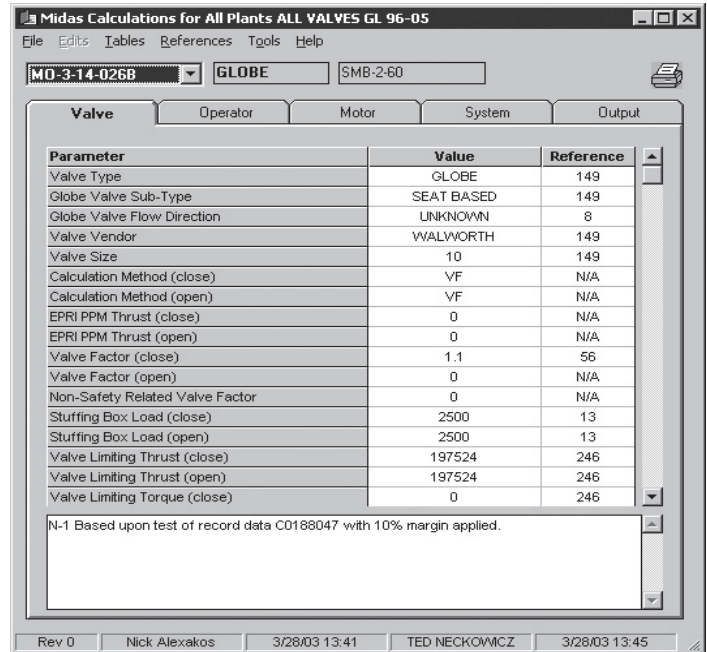 Midas Calculations for All Plants ALL VALVES GL 96-05
File Edits Tables References Tools Help
MO-3-14-026B GLOBE SMB-2-60
Valve Operator Motor System Output
Parameter Value Reference
Valve Type GLOBE 149
Globe Valve Sub-Type SEAT BASED 149
Globe Valve Flow Direction UNKNOWN 8
Valve Vendor WALWORTH 149
Valve Size 10 149
Calculation Method (close) VF N/A
Calculation Method (open) VF N/A
EPRI PPM Thrust (close) 0 N/A
EPRI PPM Thrust (open) 0 N/A
Valve Factor (close) 1.1 56
Valve Factor (open) 0 N/A
Non-Safety Related Valve Factor 0 N/A
Stuffing Box Load (close) 2500 13
Stuffing Box Load (open) 2500 13
Valve Limiting Thrust (close) 197524 246
Valve Limiting Thrust (open) 197524 246
Valve Limiting Torque (close) 0 246
N-1 Based upon test of record data C0188047 with 10% margin applied.
Rev 0 Nick Alexakos 3/28/03 13:41 TED NECKOWICZ 3/28/03 13:45